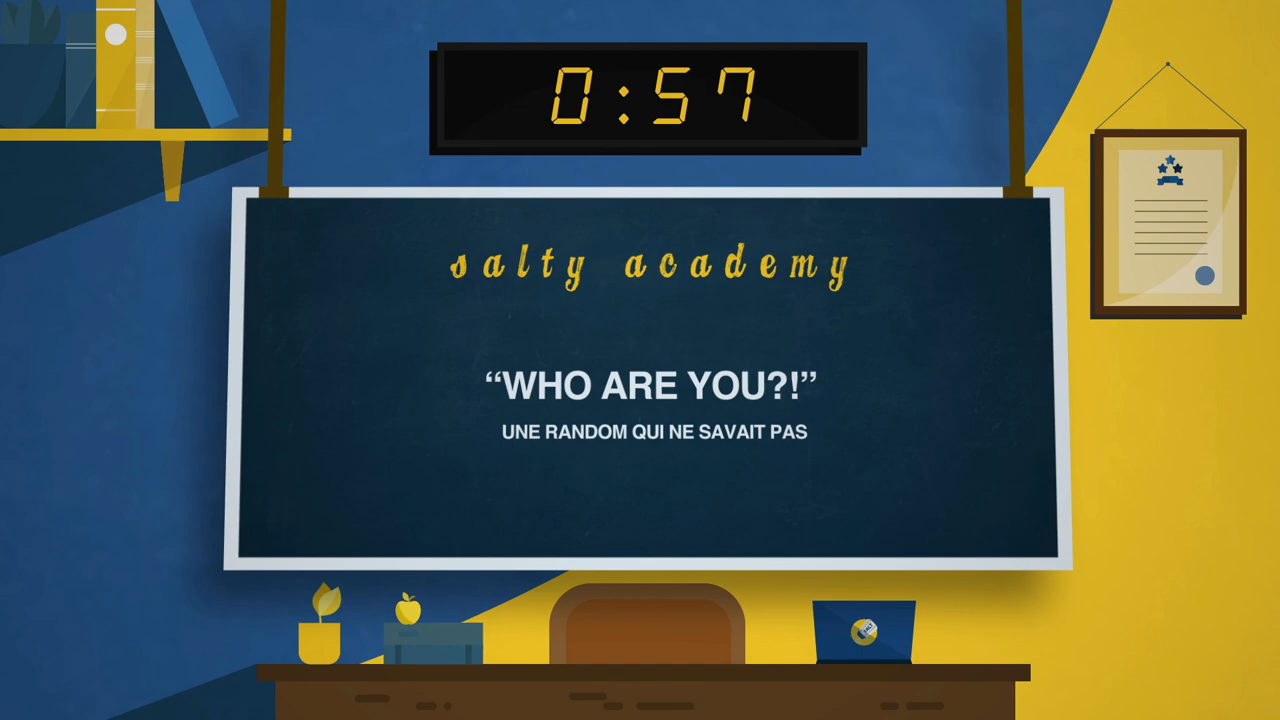 0:57
salty academy
“WHO ARE YOU?!”
UNE RANDOM QUI NE SAVAIT PAS